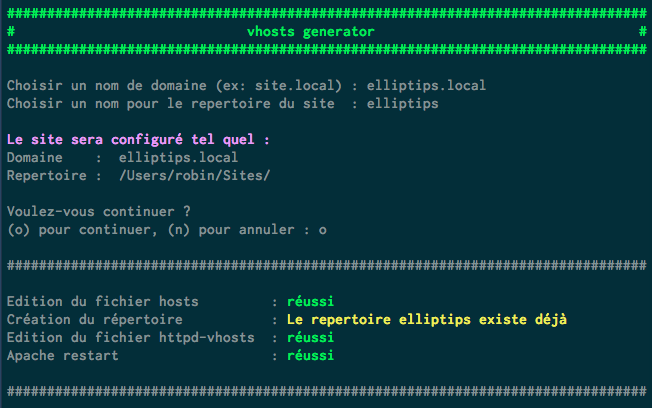 ################################################################################
# vhosts generator #
################################################################################
Choisir un nom de domaine (ex: site.local) : elliptips.local
Choisir un nom pour le repertoire du site : elliptips
Le site sera configuré tel quel :
Domaine : elliptips.local
Repertoire : /Users/robin/Sites/
Voulez-vous continuer ?
(o) pour continuer, (n) pour annuler : o
################################################################################
Edition du fichier hosts : réussi
Création du répertoire : Le repertoire elliptips existe déjà
Edition du fichier httpd-vhosts : réussi
Apache restart : réussi
################################################################################